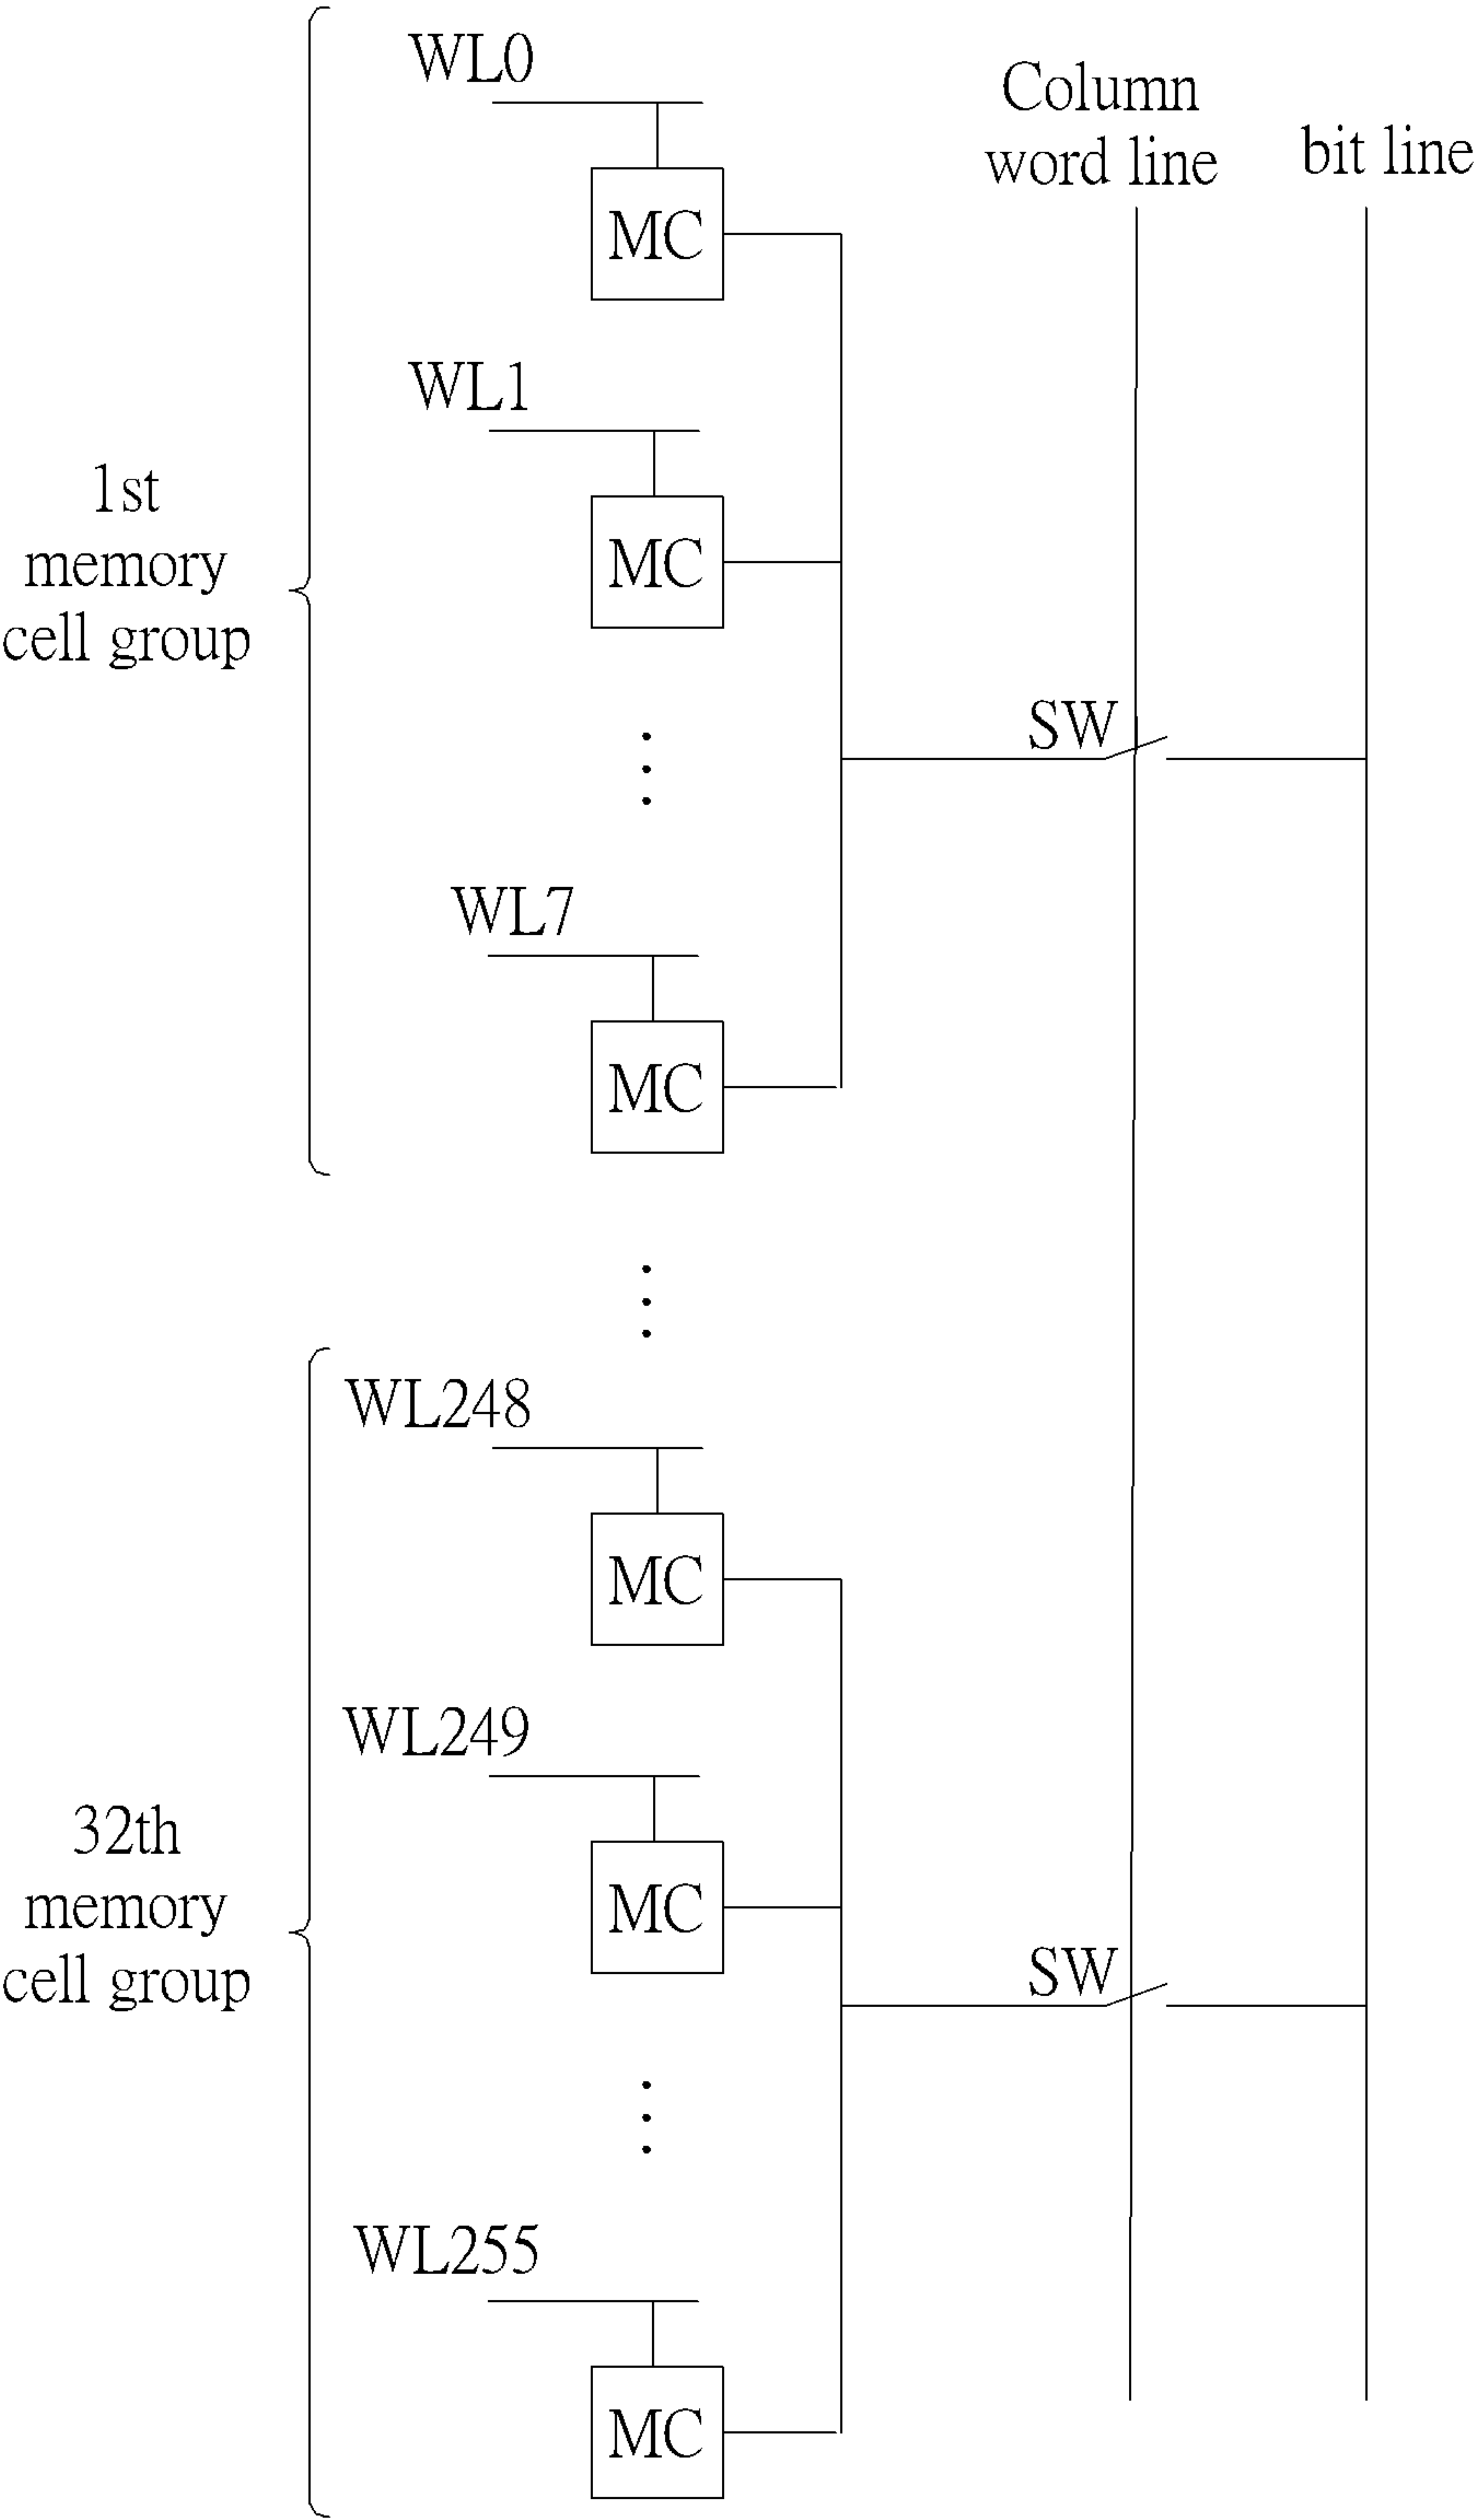 WL0
Column
word line
bit line
MC
WL1
1st
memory
cell group
MC
SW
WL7
MC
WL248
MC
WL249
32th
memory
cell group
MC
SW
WL255
MC